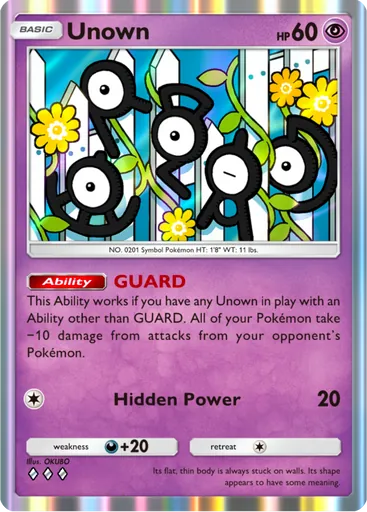 BASIC
Unown
HP 60
NO. 0201 Symbol Pokémon HT: 1'8" WT: 11 lbs.
Ability GUARD
This Ability works if you have any Unown in play with an
Ability other than GUARD. All of your Pokémon take
−10 damage from attacks from your opponent's
Pokémon.
Hidden Power 20
weakness +20 retreat
Illus. OKUBO
Its flat, thin body is always stuck on walls. Its shape
appears to have some meaning.